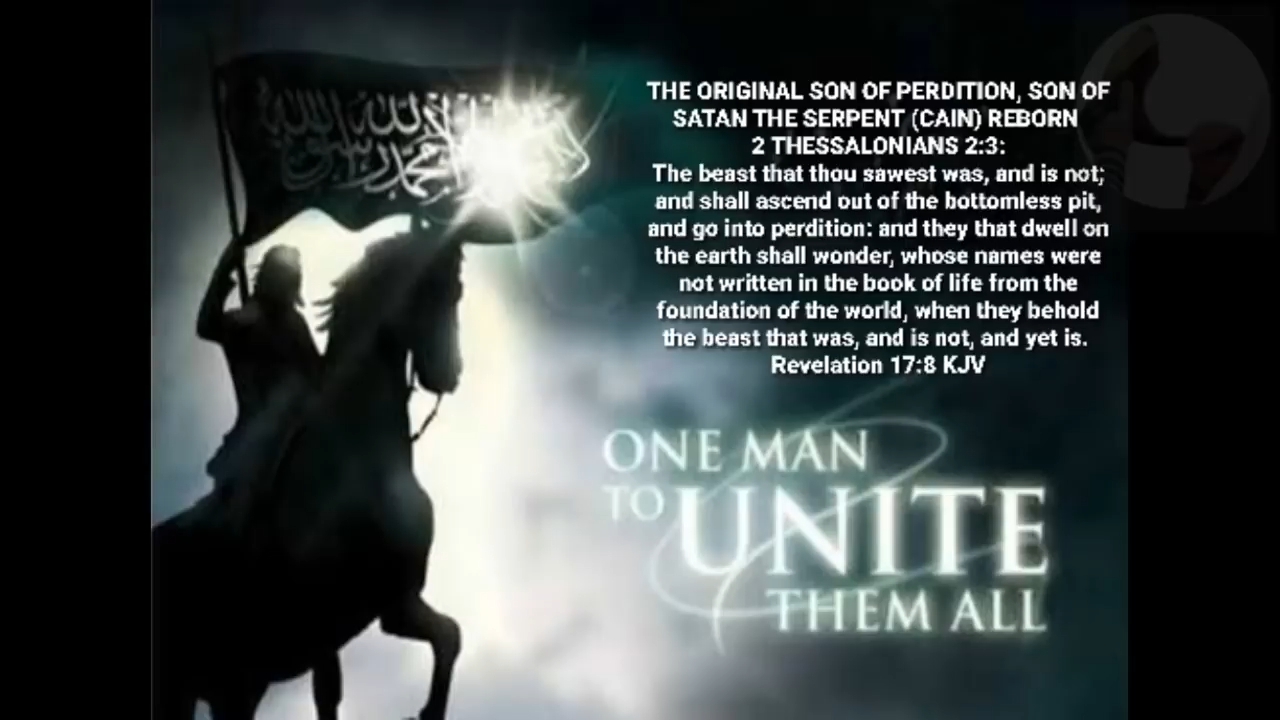 الله
محمد رسول الله
THE ORIGINAL SON OF PERDITION, SON OF
SATAN THE SERPENT (CAIN) REBORN
2 THESSALONIANS 2:3:
The beast that thou sawest was, and is not;
and shall ascend out of the bottomless pit,
and go into perdition: and they that dwell on
the earth shall wonder, whose names were
not written in the book of life from the
foundation of the world, when they behold
the beast that was, and is not, and yet is.
Revelation 17:8 KJV
ONE MAN
TO UNITE
THEM ALL